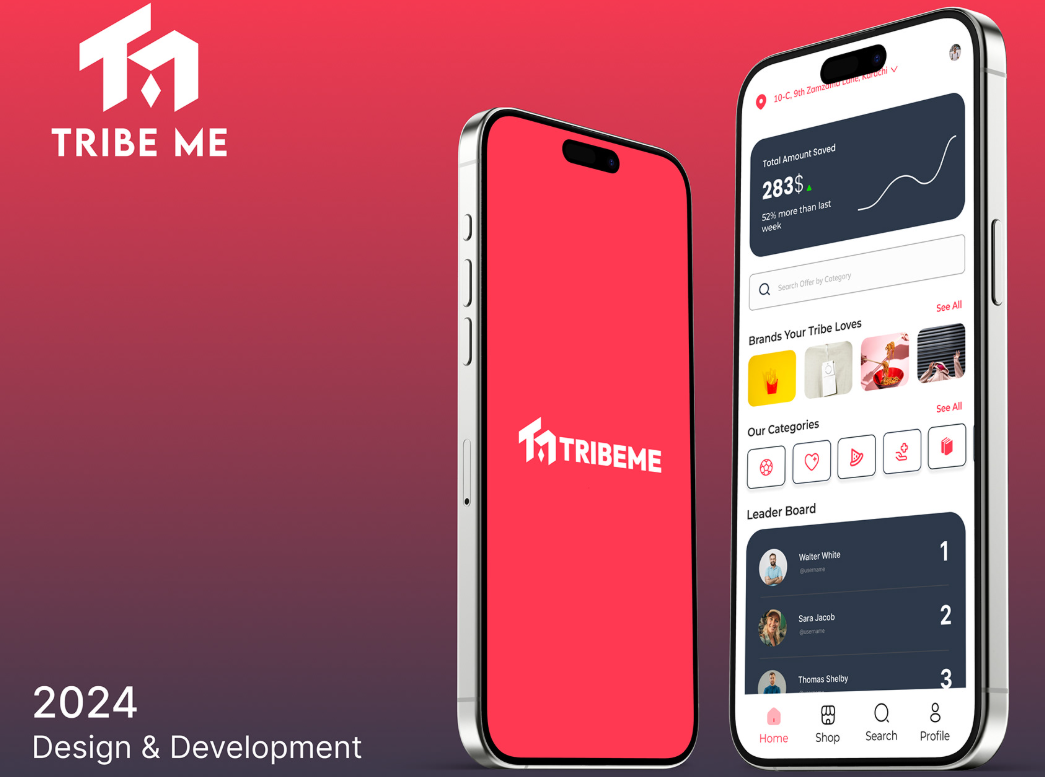 TRIBE ME
2024
Design & Development
TRIBEME
10-C, 9th Zamzama Lane, Karachi
Total Amount Saved
283$
52% more than last
week
Search Offer by Category
See All
Brands Your Tribe Loves
See All
Our Categories
Leader Board
Walter White
@username
1
Sara Jacob
@username
2
Thomas Shelby
3
Home
Shop
Search
Profile